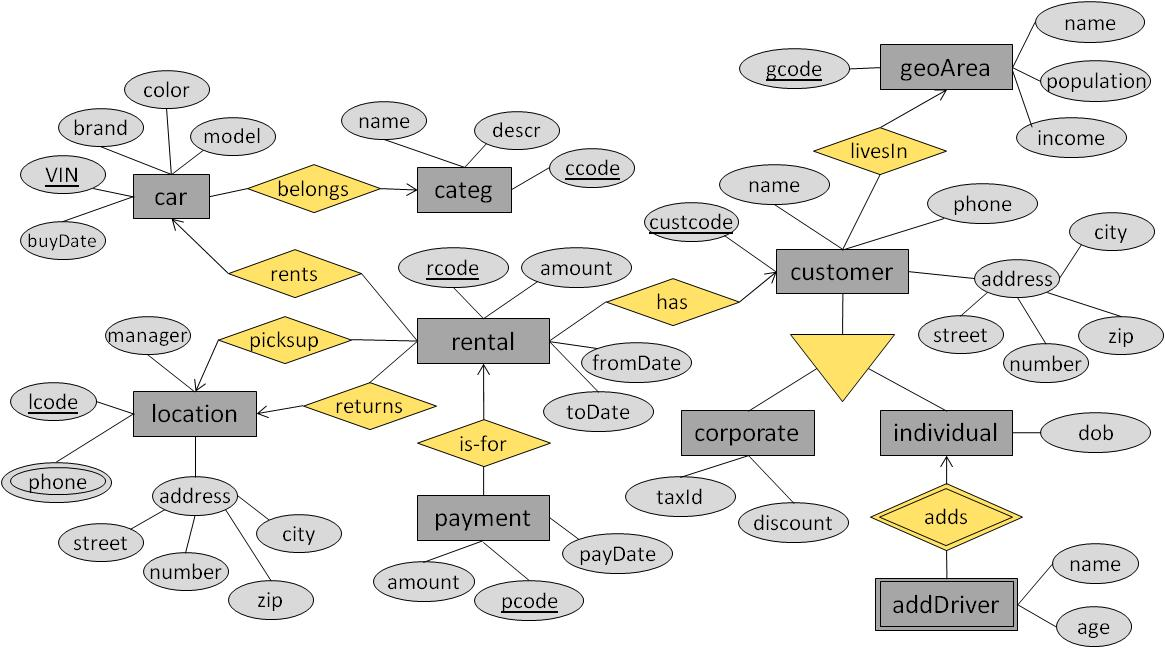 name
gcode
geoArea
population
income
livesIn
color
brand
model
VIN
car
buyDate
belongs
name
descr
categ
ccode
name
phone
custcode
customer
address
city
street
number
zip
rents
rcode
amount
has
picksup
rental
fromDate
toDate
returns
manager
lcode
location
phone
address
street
number
zip
city
is-for
payment
amount
pcode
payDate
corporate
taxId
discount
individual
dob
adds
addDriver
name
age